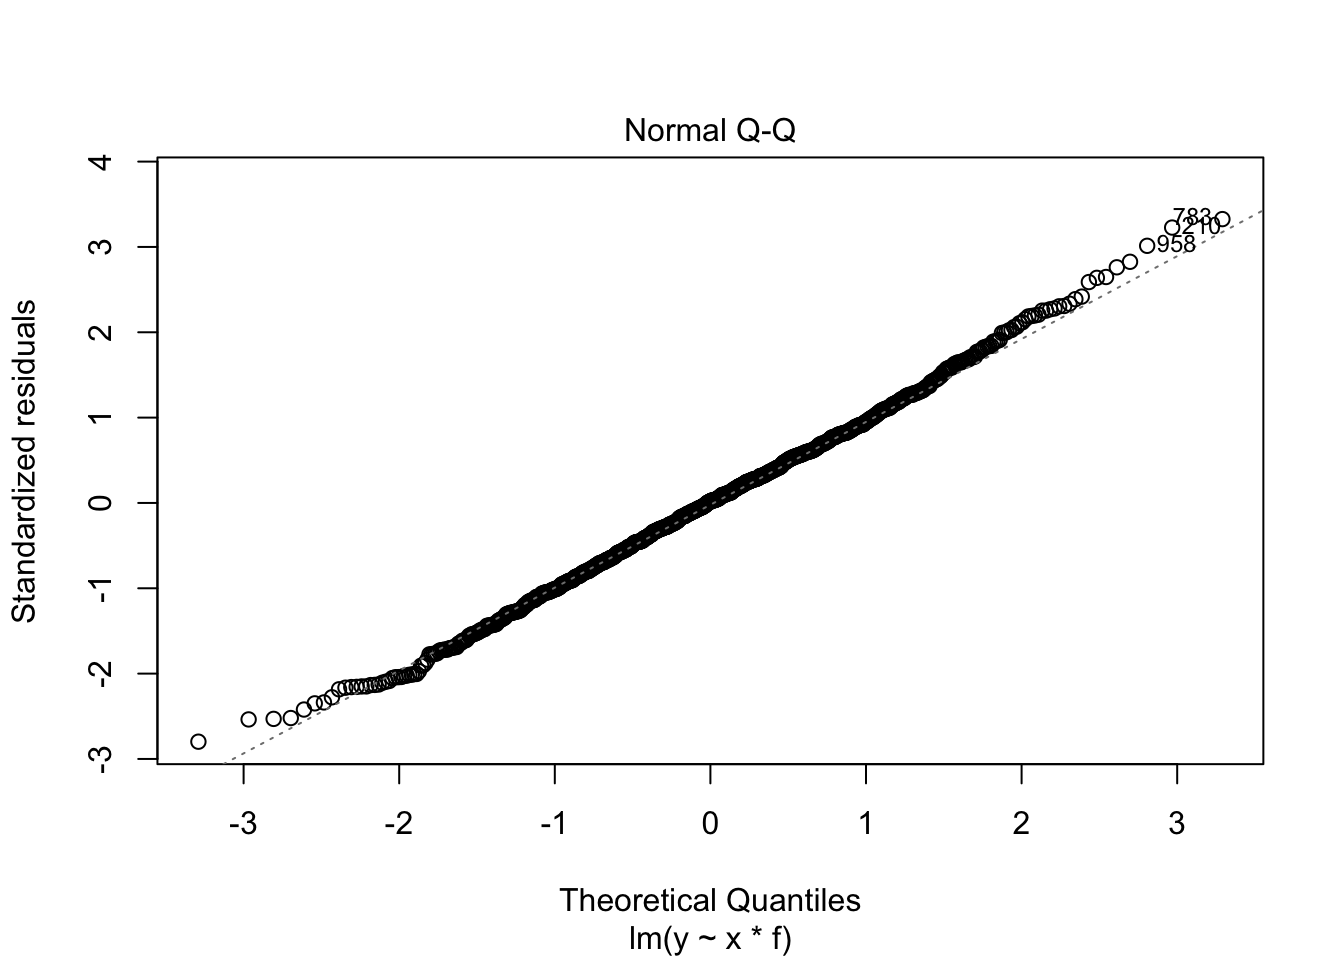 Normal Q-Q
Standardized residuals
4
3
2
1
0
-1
-2
-3
783
210
958
-3 -2 -1 0 1 2 3
Theoretical Quantiles
lm(y ~ x * f)